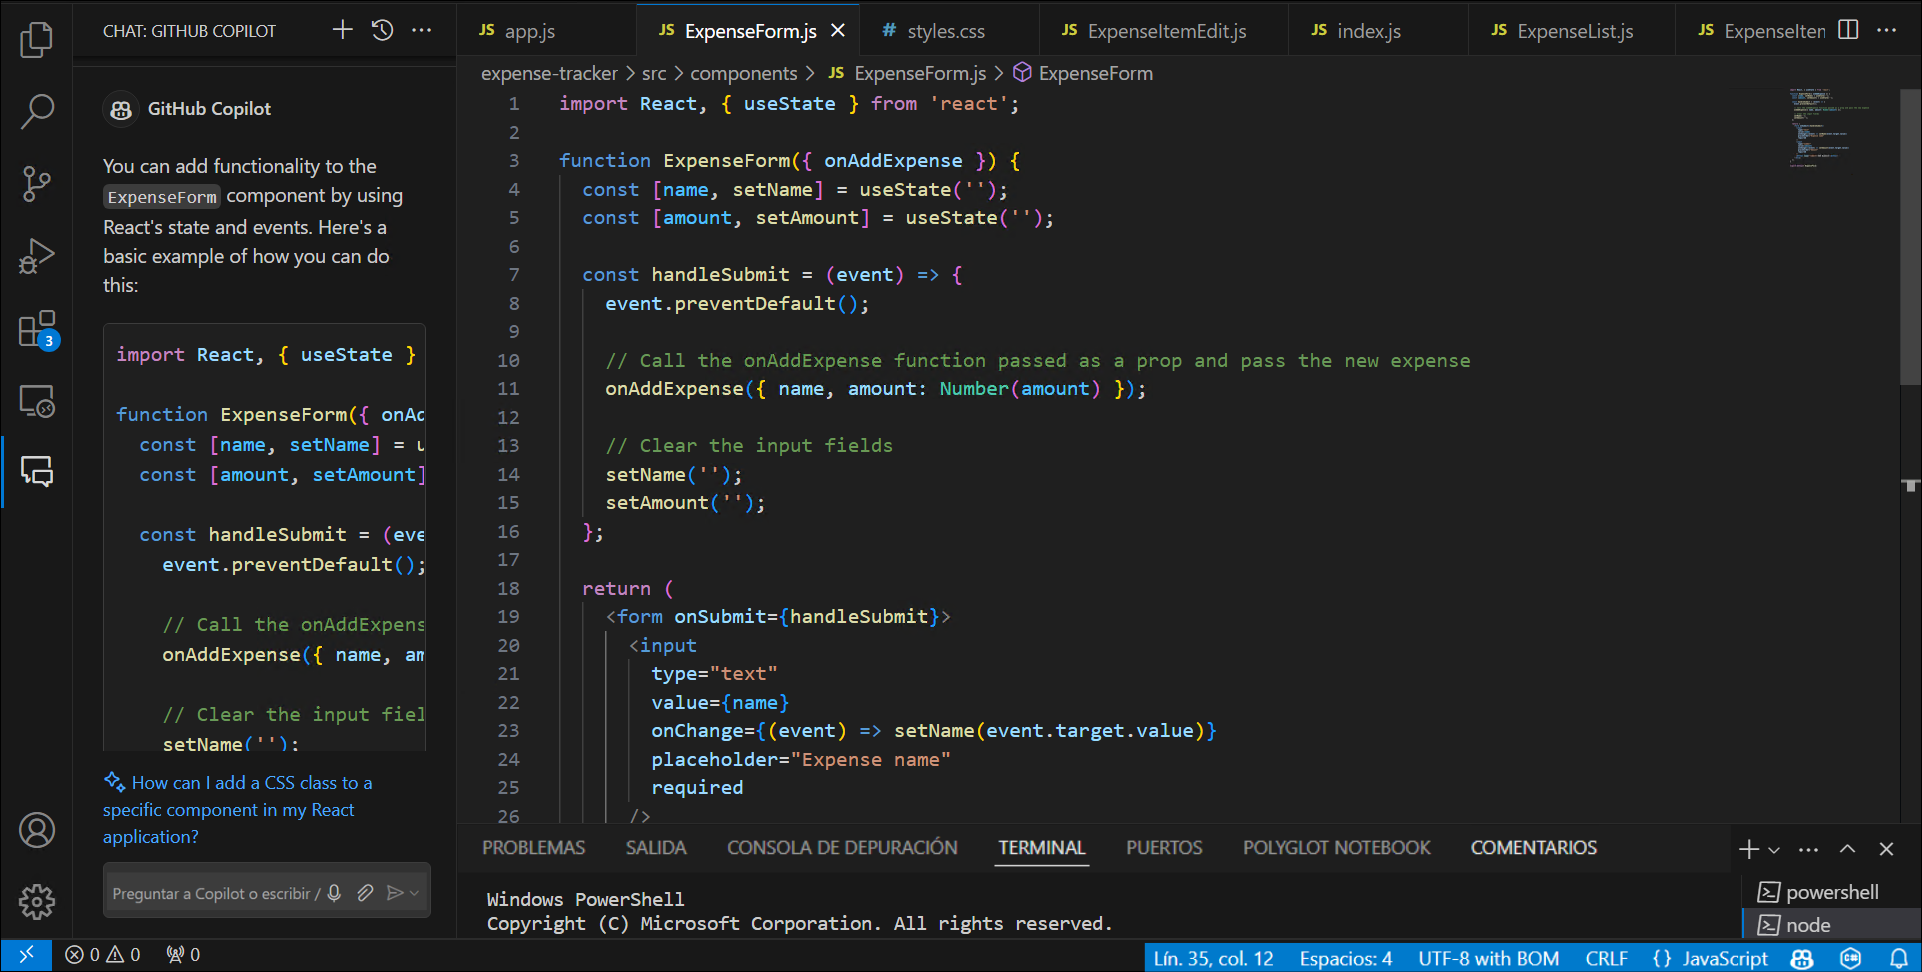 CHAT: GITHUB COPILOT
GitHub Copilot
You can add functionality to the
ExpenseForm component by using
React's state and events. Here's a
basic example of how you can do
this:
import React, { useState }
function ExpenseForm({ onAd
const [name, setName] = u
const [amount, setAmount]
const handleSubmit = (eve
event.preventDefault();
// Call the onAddExpens
onAddExpense({ name, am
// Clear the input fiel
setName('');
How can I add a CSS class to a
specific component in my React
application?
Preguntar a Copilot o escribir /
3
JS app.js
JS ExpenseForm.js
# styles.css
JS ExpenseItemEdit.js
JS index.js
JS ExpenseList.js
JS ExpenseIten
expense-tracker > src > components > JS ExpenseForm.js > ExpenseForm
1 import React, { useState } from 'react';
2
3 function ExpenseForm({ onAddExpense }) {
4 const [name, setName] = useState('');
5 const [amount, setAmount] = useState('');
6
7 const handleSubmit = (event) => {
8 event.preventDefault();
9
10 // Call the onAddExpense function passed as a prop and pass the new expense
11 onAddExpense({ name, amount: Number(amount) });
12
13 // Clear the input fields
14 setName('');
15 setAmount('');
16 };
17
18 return (
19 <form onSubmit={handleSubmit}>
20 <input
21 type="text"
22 value={name}
23 onChange={(event) => setName(event.target.value)}
24 placeholder="Expense name"
25 required
26 />
PROBLEMAS SALIDA CONSOLA DE DEPURACIÓN TERMINAL PUERTOS POLYGLOT NOTEBOOK COMENTARIOS
Windows PowerShell
Copyright (C) Microsoft Corporation. All rights reserved.
powershell
node
0 0 0
Lín. 35, col. 12 Espacios: 4 UTF-8 with BOM CRLF {} JavaScript